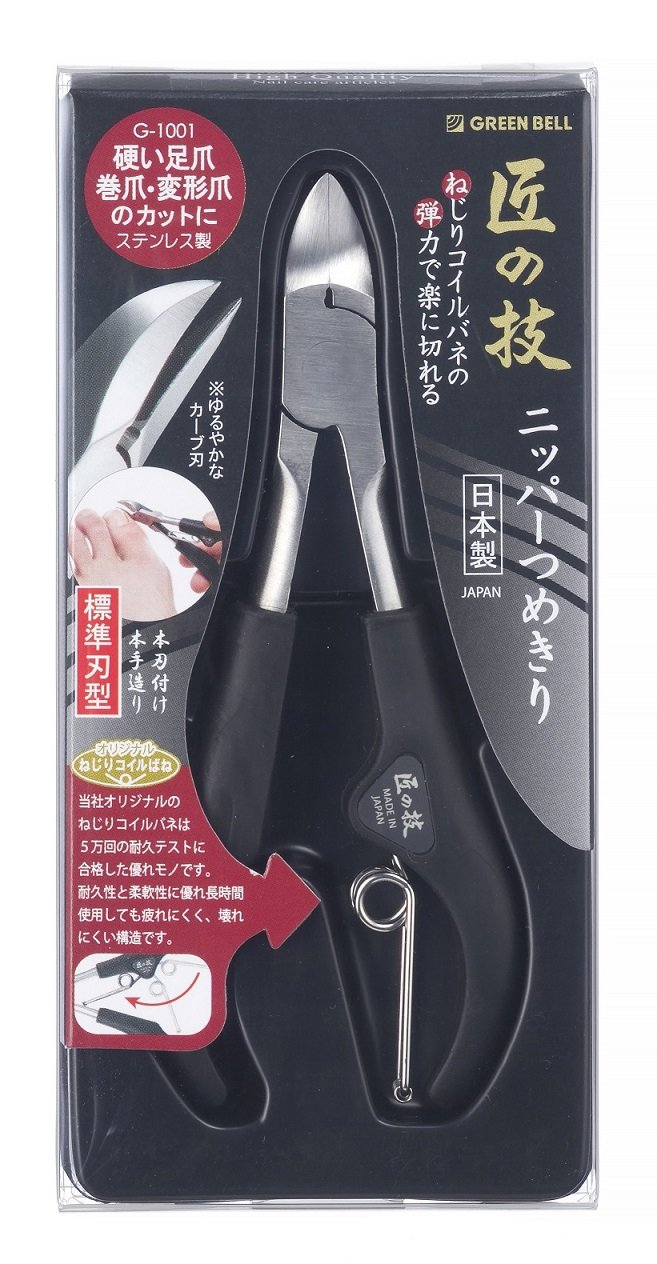 High Quality
Nail care articles
GREEN BELL
G-1001
硬い足爪
巻爪・変形爪
のカットに
ステンレス製
匠の技
ねじりコイルバネの
弾力で楽に切れる
ニッパーつめきり
日本製
JAPAN
※ゆるやかな
カーブ刃
標準刃型
本刃付け
本手造り
オリジナル
ねじりコイルばね
当社オリジナルの
ねじりコイルバネは
５万回の耐久テストに
合格した優れモノです。
耐久性と柔軟性に優れ長時間
使用しても疲れにくく、壊れ
にくい構造です。
匠の技
MADE IN
JAPAN
匠の技